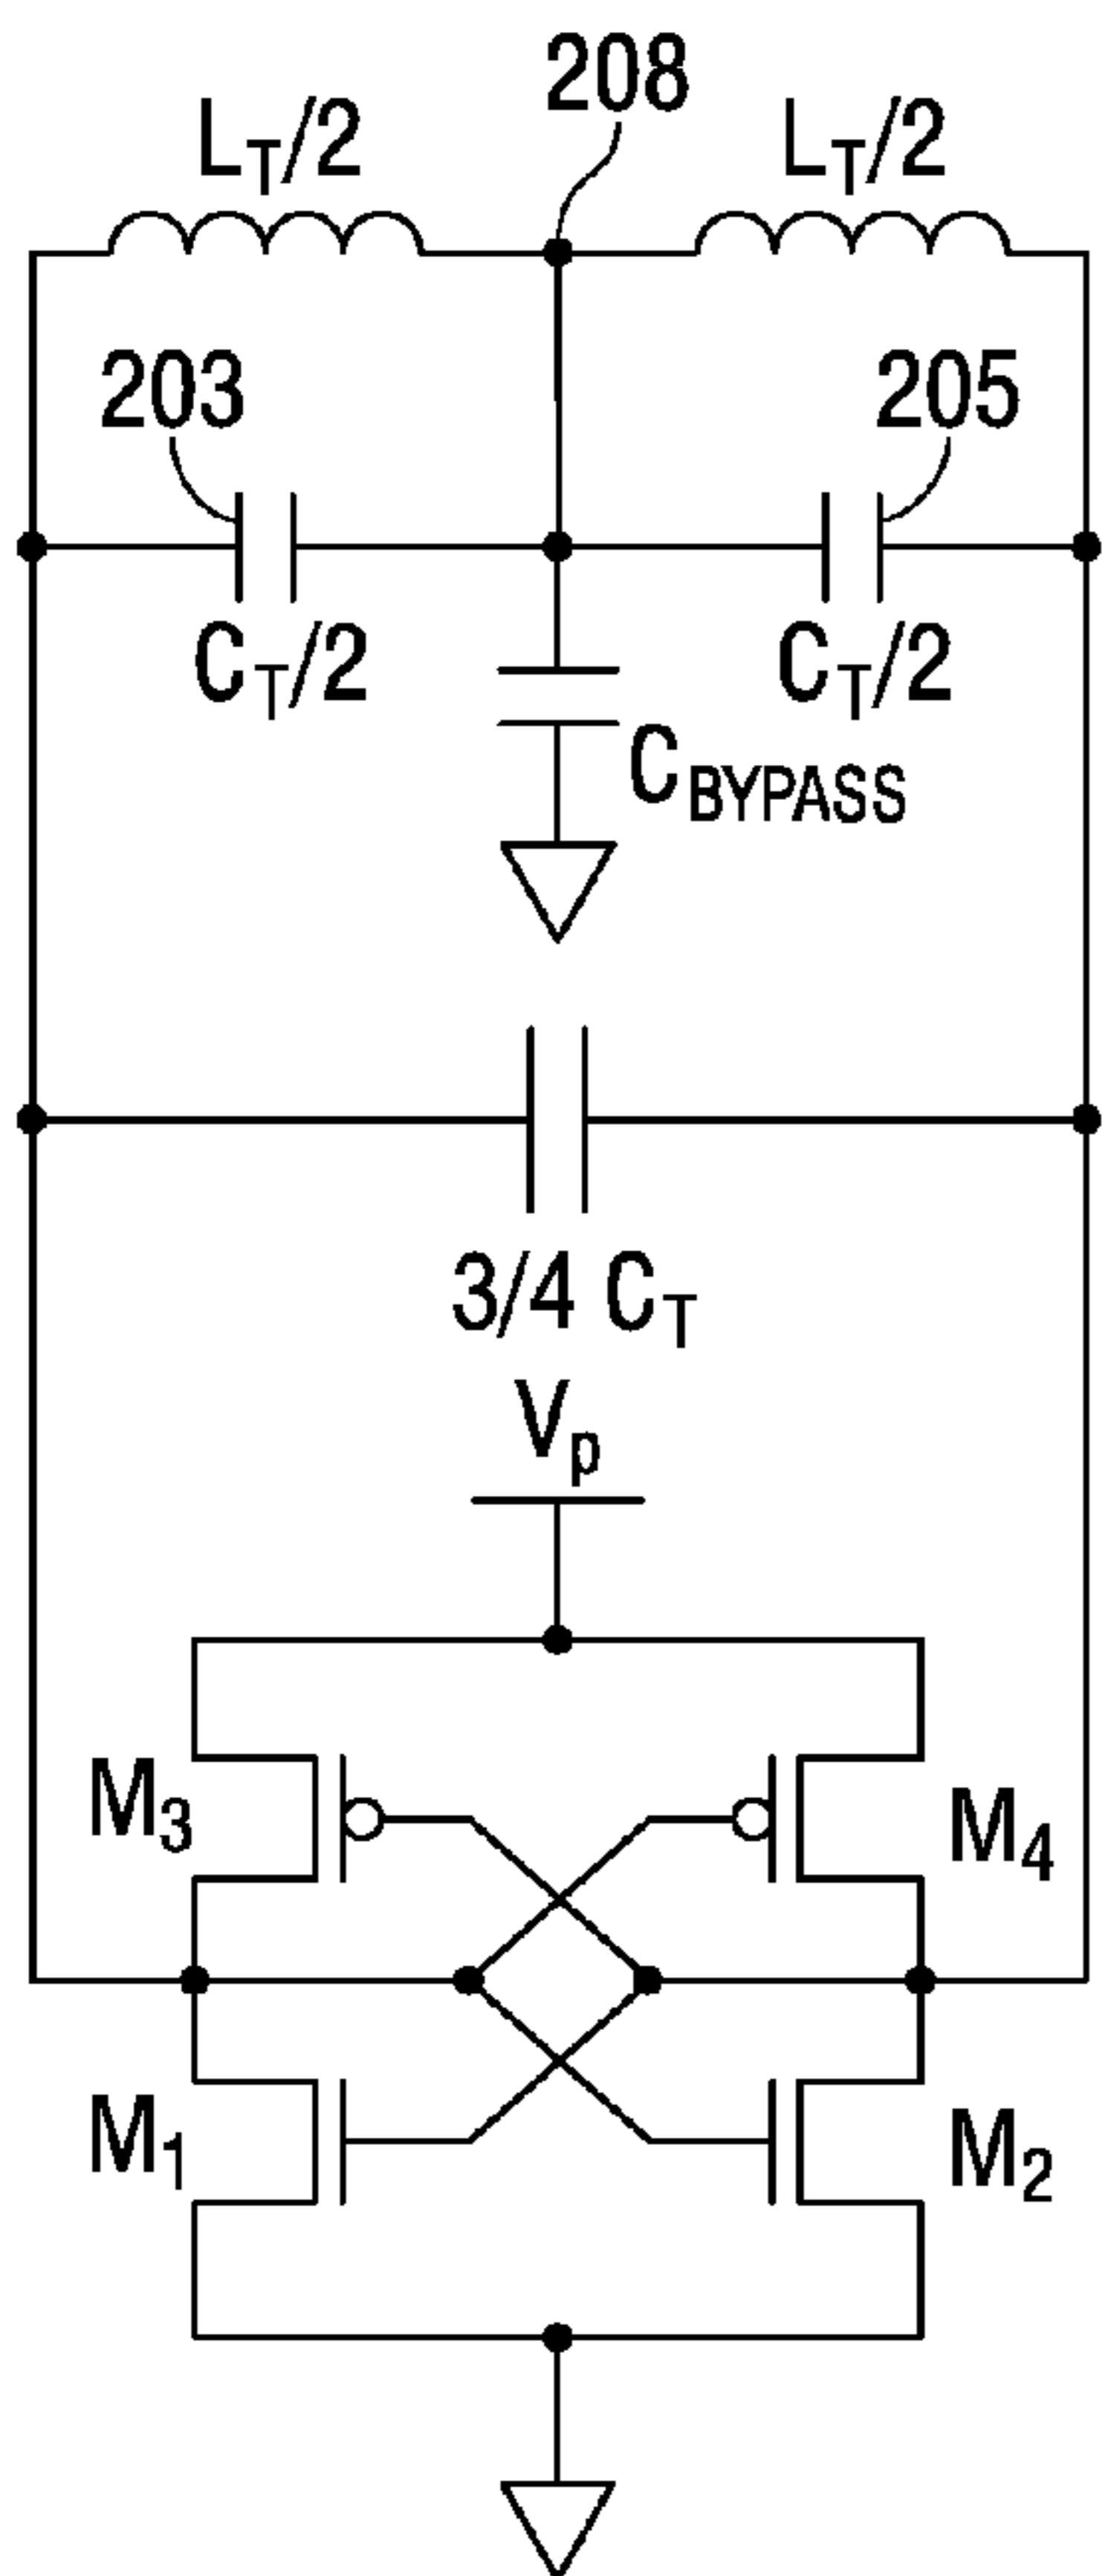 208
L_T/2 L_T/2
203 205
C_T/2 C_T/2
C_BYPASS
3/4 C_T
V_p
M_3 M_4
M_1 M_2